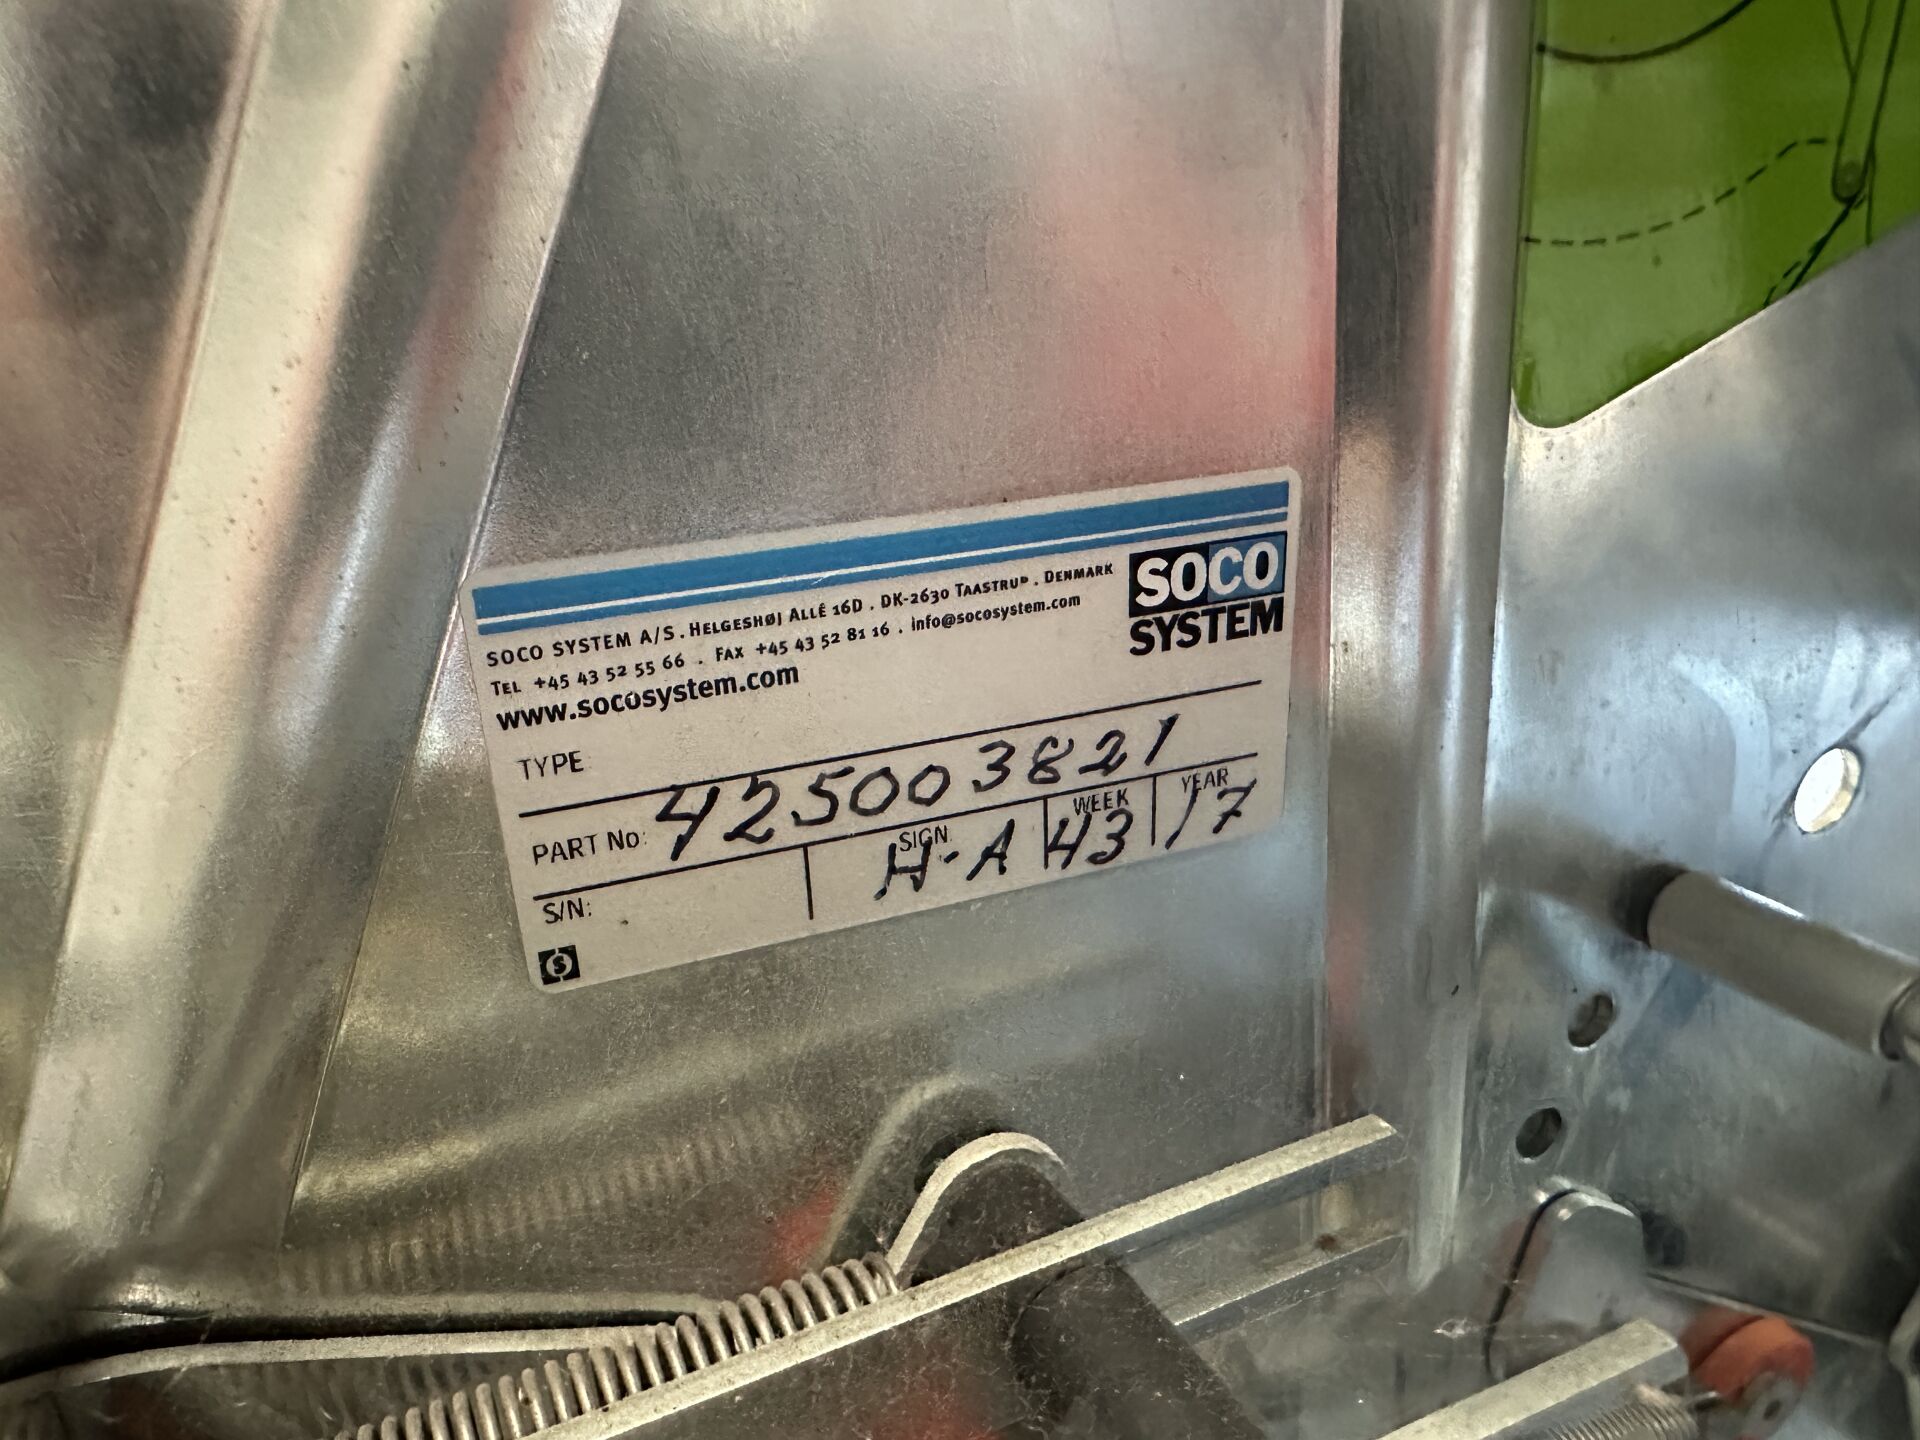 SOCO SYSTEM A/S . HELGESHØJ ALLÉ 16D . DK-2630 TAASTRUP . DENMARK
TEL +45 43 52 55 66 . FAX +45 43 52 81 16 . info@socosystem.com
www.socosystem.com
SOCO
SYSTEM
TYPE
PART No: 425003821
S/N:
SIGN. H-A
WEEK 43
YEAR 17
S